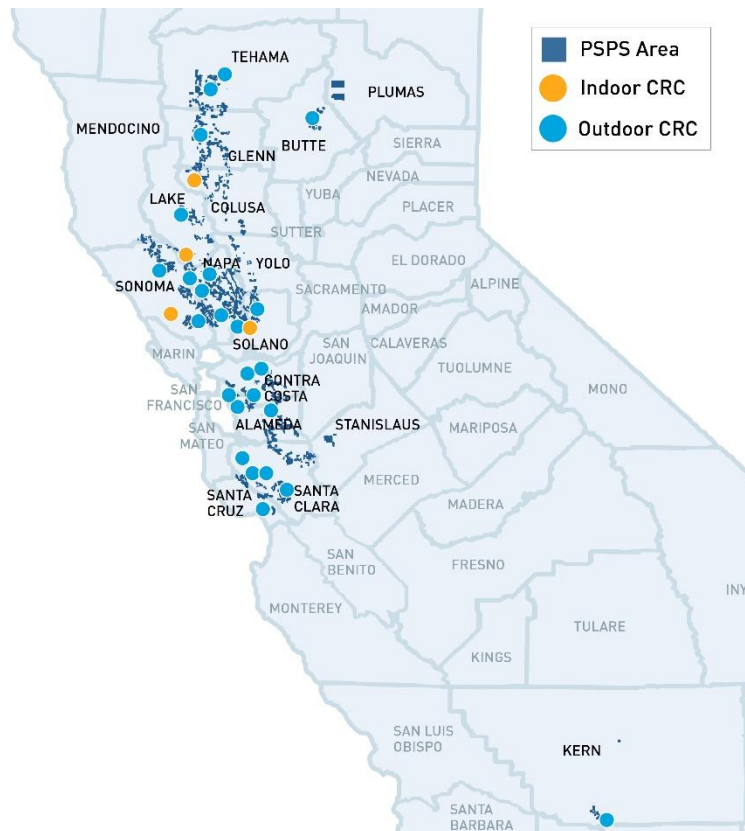 PSPS Area
Indoor CRC
Outdoor CRC
TEHAMA
PLUMAS
MENDOCINO
GLENN
BUTTE
SIERRA
NEVADA
LAKE
COLUSA
YUBA
PLACER
SUTTER
NAPA
YOLO
EL DORADO
SONOMA
SACRAMENTO
ALPINE
AMADOR
SOLANO
MARIN
SAN
JOAQUIN
CALAVERAS
TUOLUMNE
MONO
CONTRA
COSTA
SAN
FRANCISCO
ALAMEDA
STANISLAUS
SAN
MATEO
MARIPOSA
MERCED
SANTA
CLARA
SANTA
CRUZ
MADERA
SAN
BENITO
FRESNO
INY
MONTEREY
TULARE
KINGS
SAN LUIS
OBISPO
KERN
SANTA
BARBARA